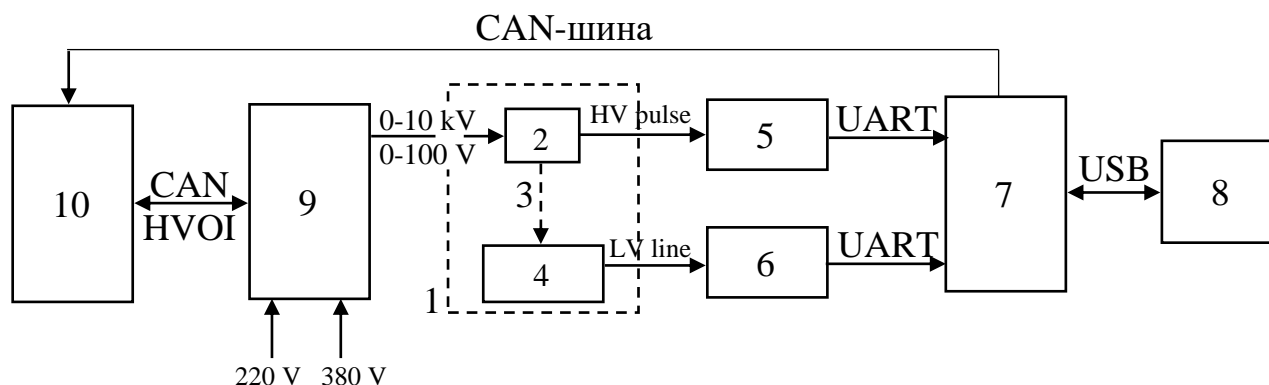 CAN-шина
0-10 kV
0-100 V
HV pulse
UART
2
5
3
10
CAN
HVOI
9
7
USB
8
LV line
UART
4
6
1
220 V
380 V